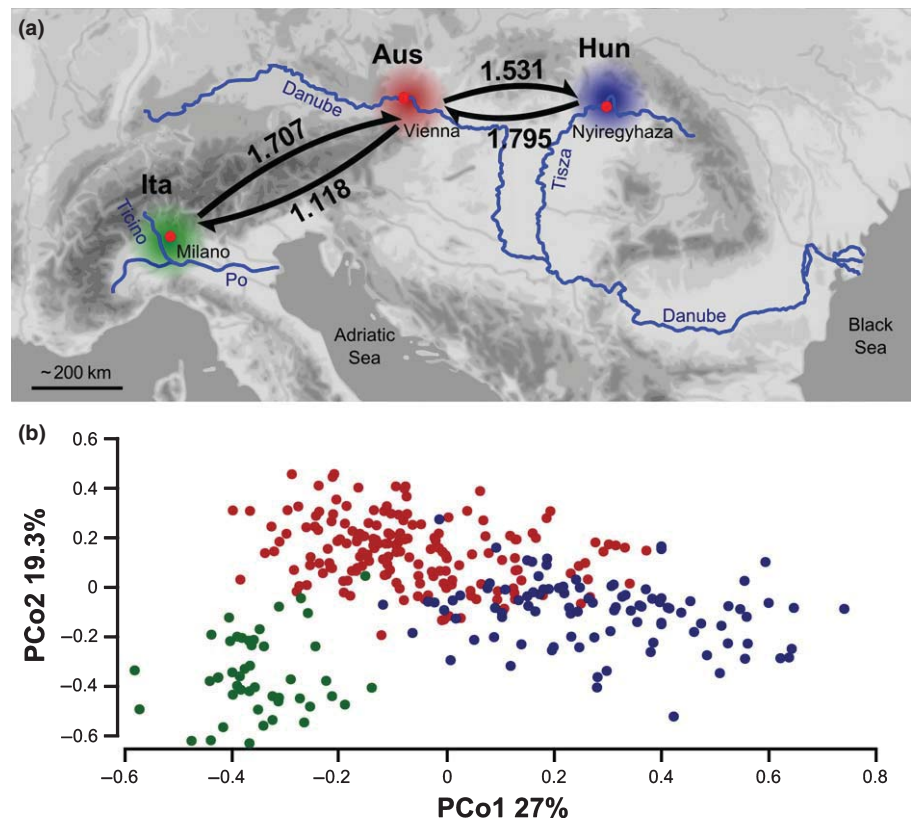 (a)
Aus
Hun
1.531
Danube
Vienna
1.795
Nyiregyhaza
1.707
Tisza
Ita
1.118
Ticino
Milano
Po
Danube
Adriatic
Sea
Black
Sea
~200 km
(b)
0.6
0.4
0.2
0
–0.2
–0.4
–0.6
PCo2 19.3%
–0.6
–0.4
–0.2
0
0.2
0.4
0.6
0.8
PCo1 27%